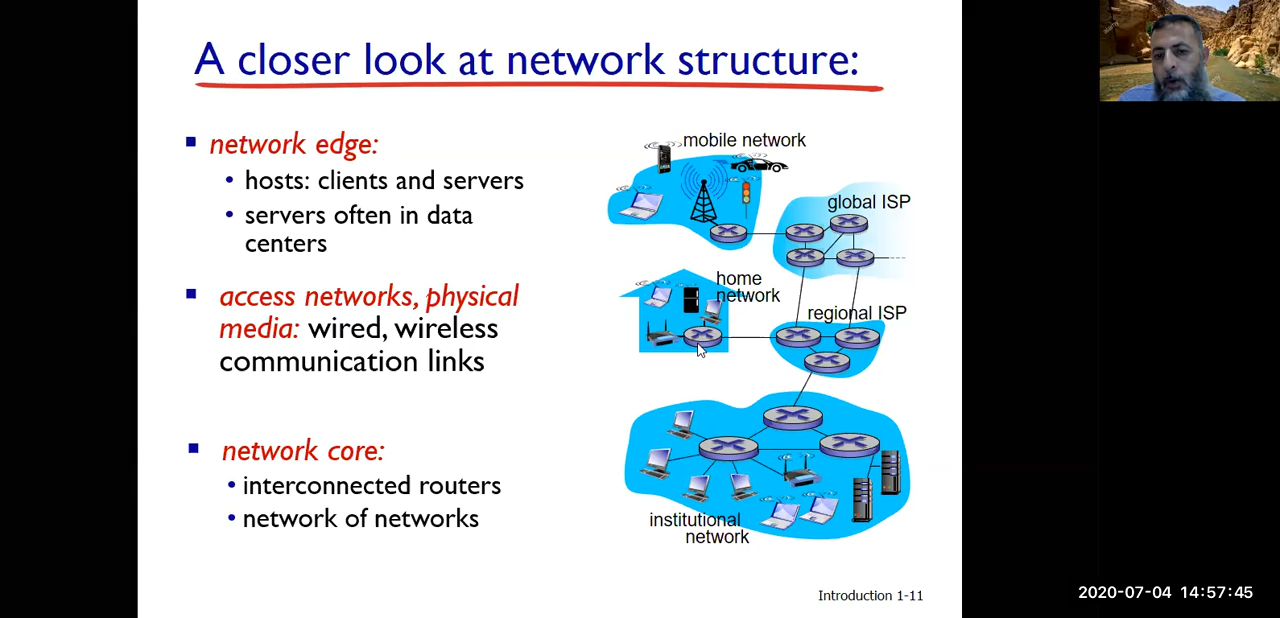 A closer look at network structure:
network edge:
hosts: clients and servers
servers often in data
centers
access networks, physical
media: wired, wireless
communication links
network core:
interconnected routers
network of networks
mobile network
global ISP
home
network
regional ISP
institutional
network
Introduction 1-11
2020-07-04 14:57:45